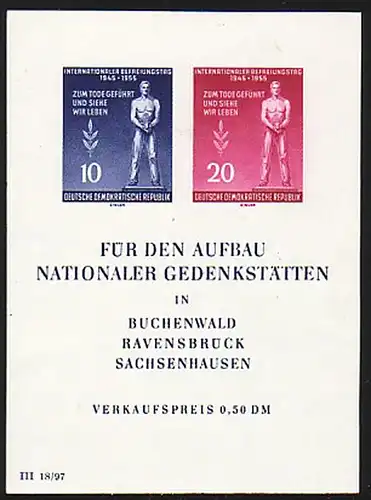 INTERNATIONALER BEFREIUNGSTAG
1945 - 1955
ZUM TODE GEFÜHRT
UND SIEHE
WIR LEBEN
10
DEUTSCHE DEMOKRATISCHE REPUBLIK
INTERNATIONALER BEFREIUNGSTAG
1945 - 1955
ZUM TODE GEFÜHRT
UND SIEHE
WIR LEBEN
20
DEUTSCHE DEMOKRATISCHE REPUBLIK
FÜR DEN AUFBAU
NATIONALER GEDENKSTÄTTEN
IN
BUCHENWALD
RAVENSBRÜCK
SACHSENHAUSEN
VERKAUFSPREIS 0,50 DM
III 18/97